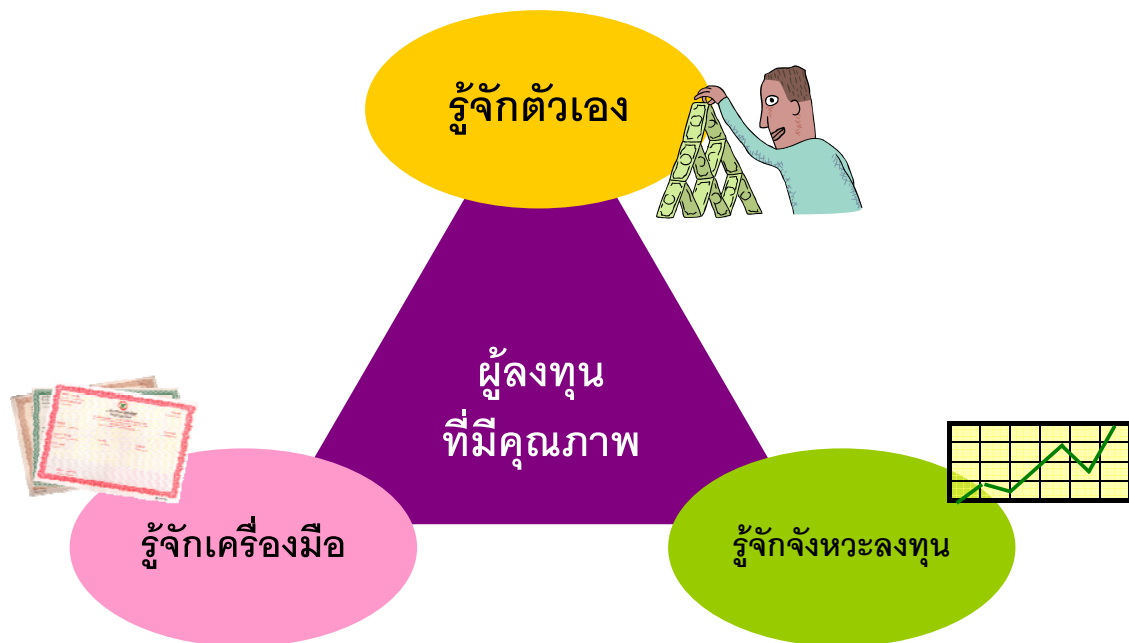 รู้จักตัวเอง
ผู้ลงทุน
ที่มีคุณภาพ
รู้จักเครื่องมือ
รู้จักจังหวะลงทุน